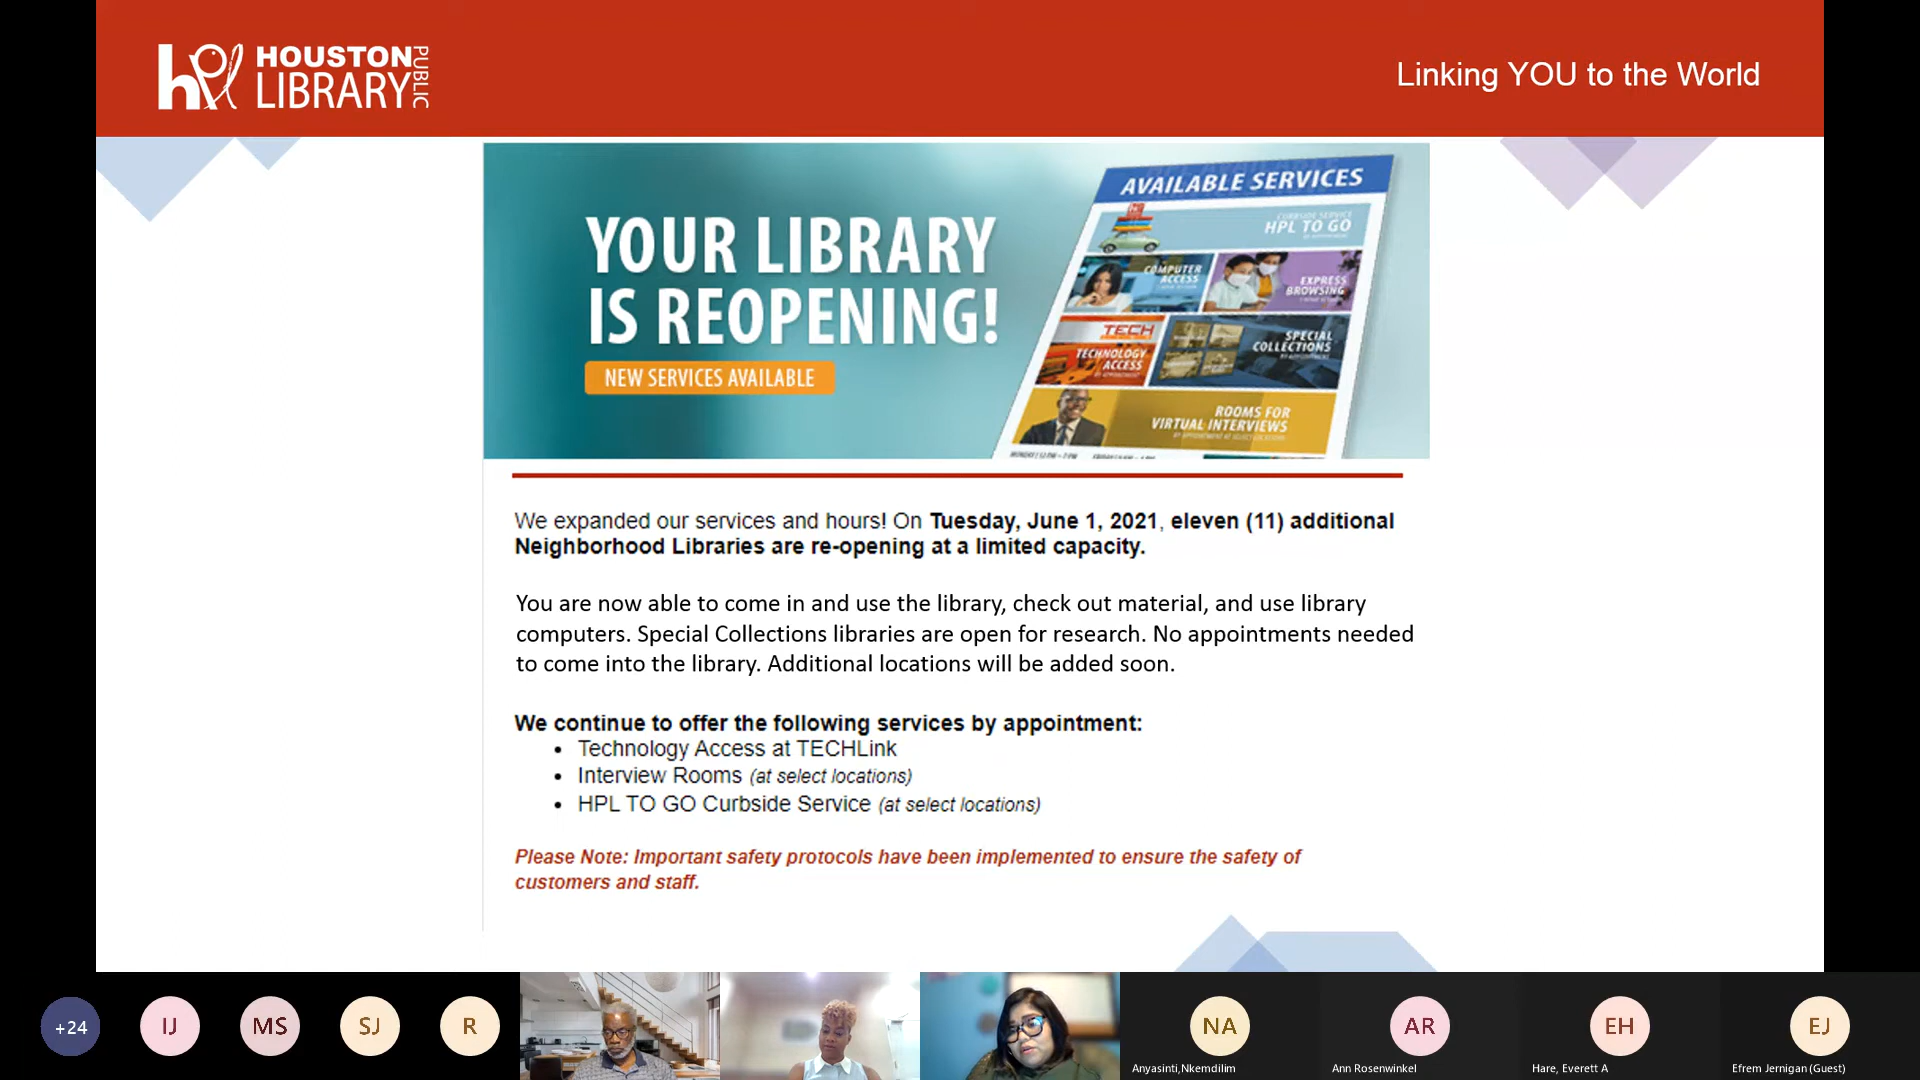 hpl HOUSTON PUBLIC LIBRARY
Linking YOU to the World
YOUR LIBRARY
IS REOPENING!
NEW SERVICES AVAILABLE
AVAILABLE SERVICES
CURBSIDE SERVICE
HPL TO GO
BY APPOINTMENT
COMPUTER
ACCESS
EXPRESS
BROWSING
TECH
TECHNOLOGY
ACCESS
BY APPOINTMENT
SPECIAL
COLLECTIONS
BY APPOINTMENT
ROOMS FOR
VIRTUAL INTERVIEWS
BY APPOINTMENT AT SELECT LOCATIONS
We expanded our services and hours! On Tuesday, June 1, 2021, eleven (11) additional
Neighborhood Libraries are re-opening at a limited capacity.
You are now able to come in and use the library, check out material, and use library
computers. Special Collections libraries are open for research. No appointments needed
to come into the library. Additional locations will be added soon.
We continue to offer the following services by appointment:
• Technology Access at TECHLink
• Interview Rooms (at select locations)
• HPL TO GO Curbside Service (at select locations)
Please Note: Important safety protocols have been implemented to ensure the safety of
customers and staff.
+24
IJ
MS
SJ
R
NA
AR
EH
EJ
Anyasinti,Nkemdilim
Ann Rosenwinkel
Hare, Everett A
Efrem Jernigan (Guest)